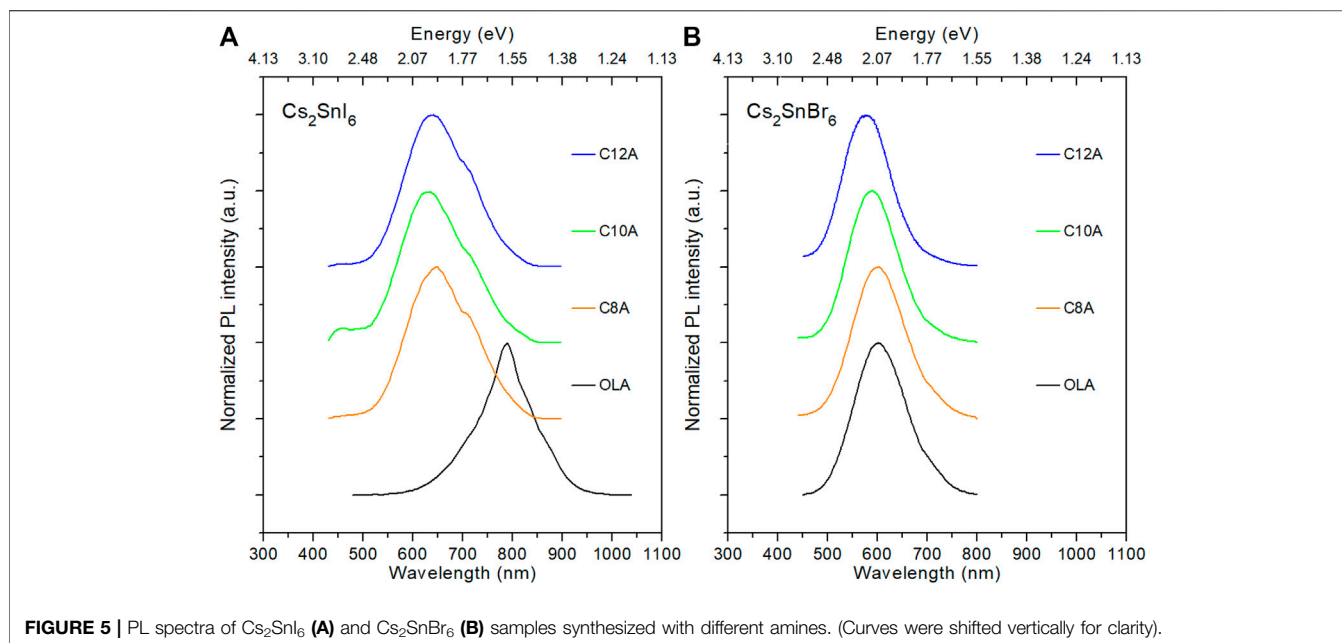 A
Energy (eV)
4.13 3.10 2.48 2.07 1.77 1.55 1.38 1.24 1.13
Cs₂SnI₆
C12A
C10A
C8A
OLA
Normalized PL intensity (a.u.)
300 400 500 600 700 800 900 1000 1100
Wavelength (nm)
B
Energy (eV)
4.13 3.10 2.48 2.07 1.77 1.55 1.38 1.24 1.13
Cs₂SnBr₆
C12A
C10A
C8A
OLA
Normalized PL intensity (a.u.)
300 400 500 600 700 800 900 1000 1100
Wavelength (nm)
FIGURE 5 | PL spectra of Cs₂SnI₆ (A) and Cs₂SnBr₆ (B) samples synthesized with different amines. (Curves were shifted vertically for clarity).